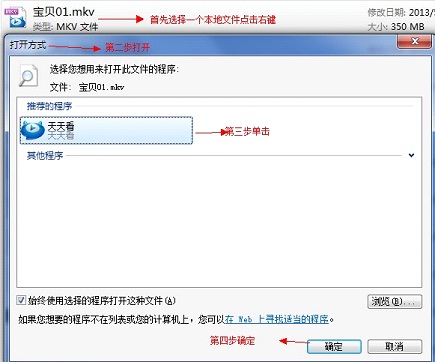 宝贝01.mkv
首先选择一个本地文件点击右键
修改日期: 2013/5
类型: MKV 文件
大小: 350 MB
打开方式
第二步打开
选择您想用来打开此文件的程序:
文件: 宝贝01.mkv
推荐的程序
天天看
天天看
第三步单击
其他程序
始终使用选择的程序打开这种文件(A)
浏览(B)...
如果您想要的程序不在列表或您的计算机上，您可以在 Web 上寻找适当的程序。
第四步确定
确定
取消